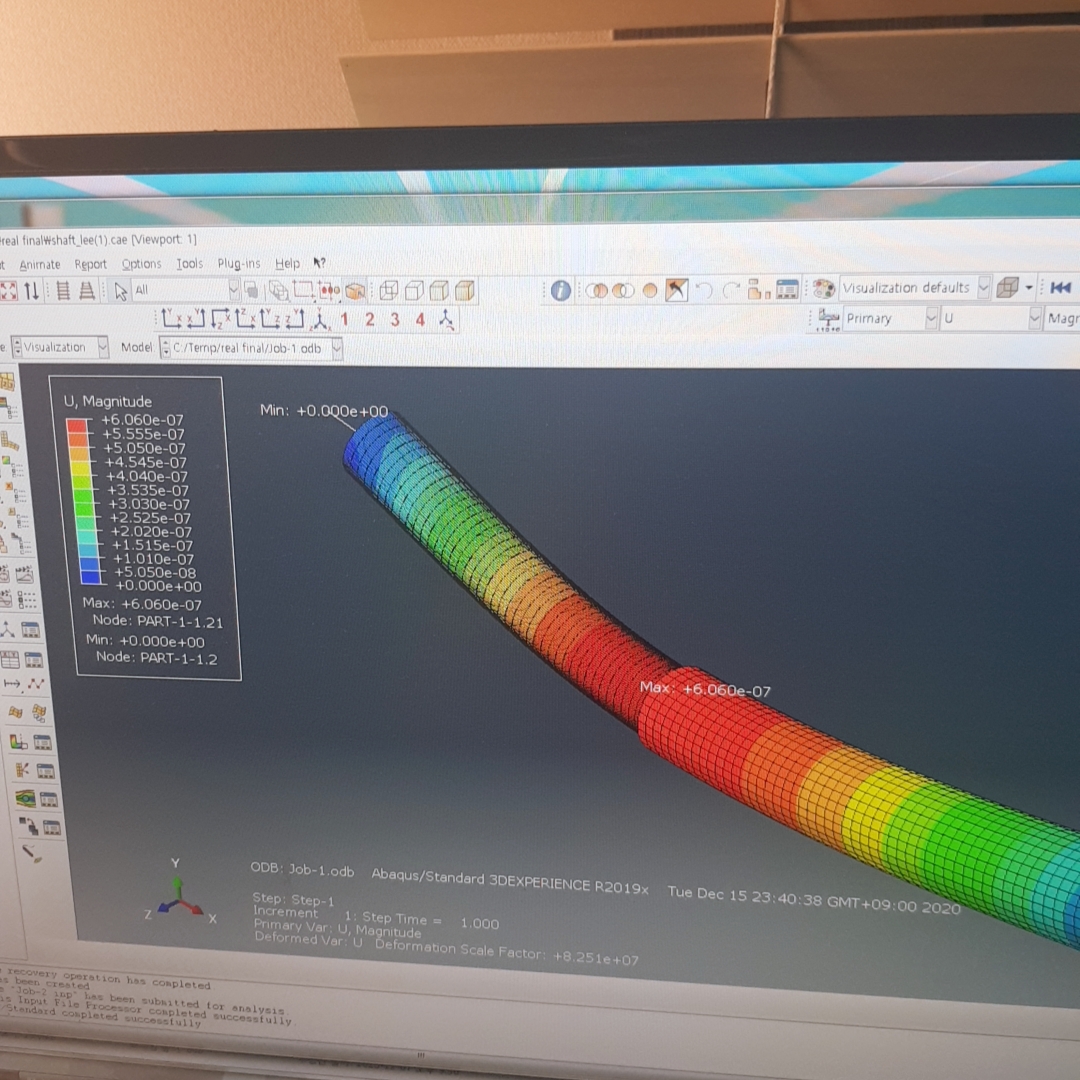 real final₩shaft_lee(1).cae [Viewport: 1]
Animate Report Options Tools Plug-ins Help
All
Visualization defaults
1 2 3 4
Primary U
Visualization Model C:/Temp/real final/Job-1.odb
U, Magnitude
+6.060e-07
+5.555e-07
+5.050e-07
+4.545e-07
+4.040e-07
+3.535e-07
+3.030e-07
+2.525e-07
+2.020e-07
+1.515e-07
+1.010e-07
+5.050e-08
+0.000e+00
Max: +6.060e-07
Node: PART-1-1.21
Min: +0.000e+00
Node: PART-1-1.2
Min: +0.000e+00
Max: +6.060e-07
Y
Z
X
ODB: Job-1.odb Abaqus/Standard 3DEXPERIENCE R2019x Tue Dec 15 23:40:38 GMT+09:00 2020
Step: Step-1
Increment 1: Step Time = 1.000
Primary Var: U, Magnitude
Deformed Var: U Deformation Scale Factor: +8.251e+07
recovery operation has completed
been created
"Job-2.inp" has been submitted for analysis.
Input File Processor completed successfully.
/Standard completed successfully